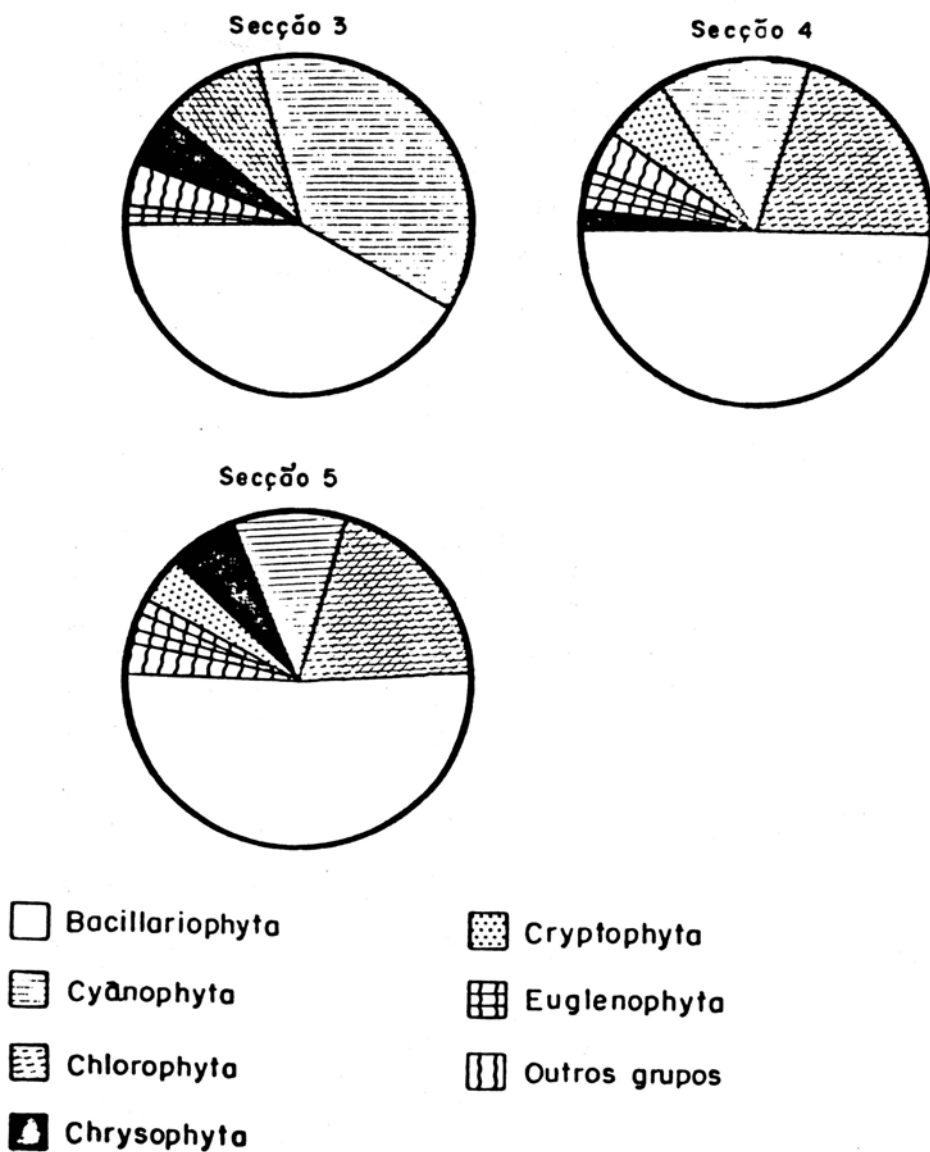 Secção 3
Secção 4
Secção 5
Bacillariophyta
Cyanophyta
Chlorophyta
Chrysophyta
Cryptophyta
Euglenophyta
Outros grupos